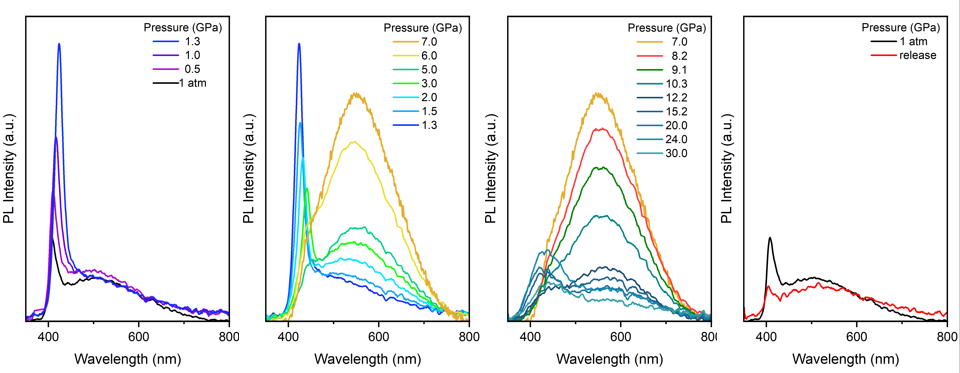 PL Intensity (a.u.)
Pressure (GPa)
1.3
1.0
0.5
1 atm
400 600 800
Wavelength (nm)
PL Intensity (a.u.)
Pressure (GPa)
7.0
6.0
5.0
3.0
2.0
1.5
1.3
400 600 800
Wavelength (nm)
PL Intensity (a.u.)
Pressure (GPa)
7.0
8.2
9.1
10.3
12.2
15.2
20.0
24.0
30.0
400 600 800
Wavelength (nm)
PL Intensity (a.u.)
Pressure (GPa)
1 atm
release
400 600 800
Wavelength (nm)